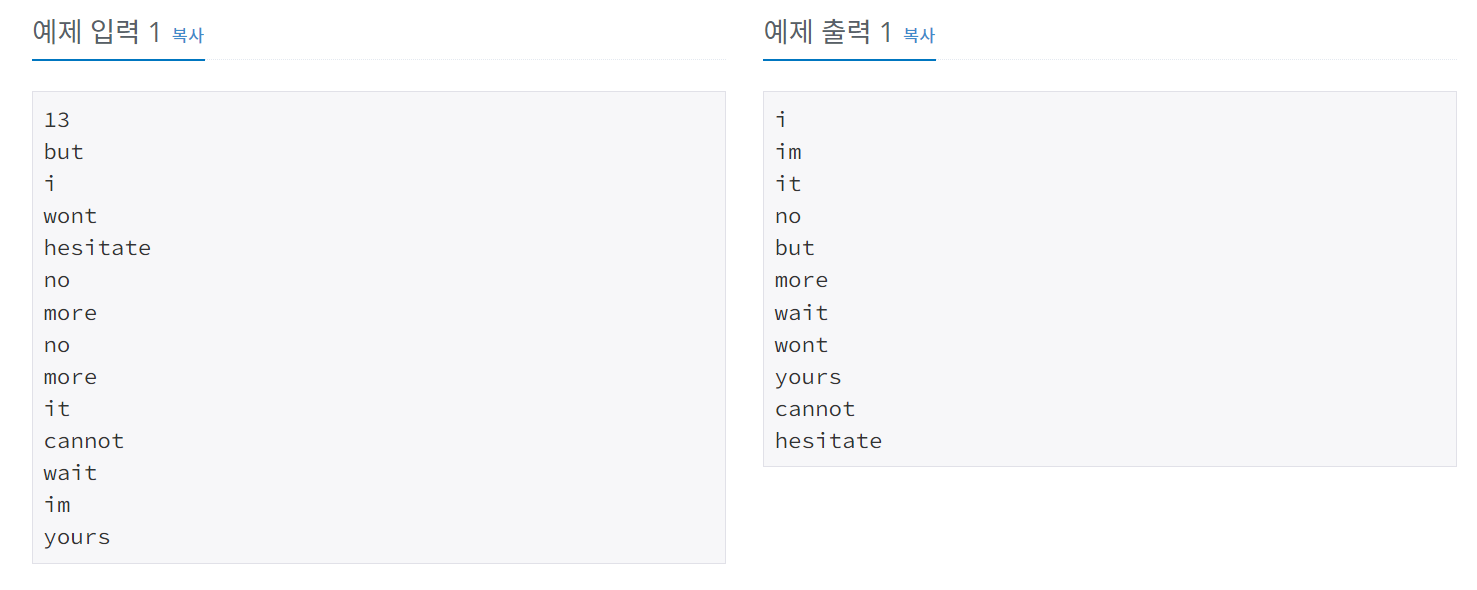 예제 입력 1 복사
13
but
i
wont
hesitate
no
more
no
more
it
cannot
wait
im
yours
예제 출력 1 복사
i
im
it
no
but
more
wait
wont
yours
cannot
hesitate